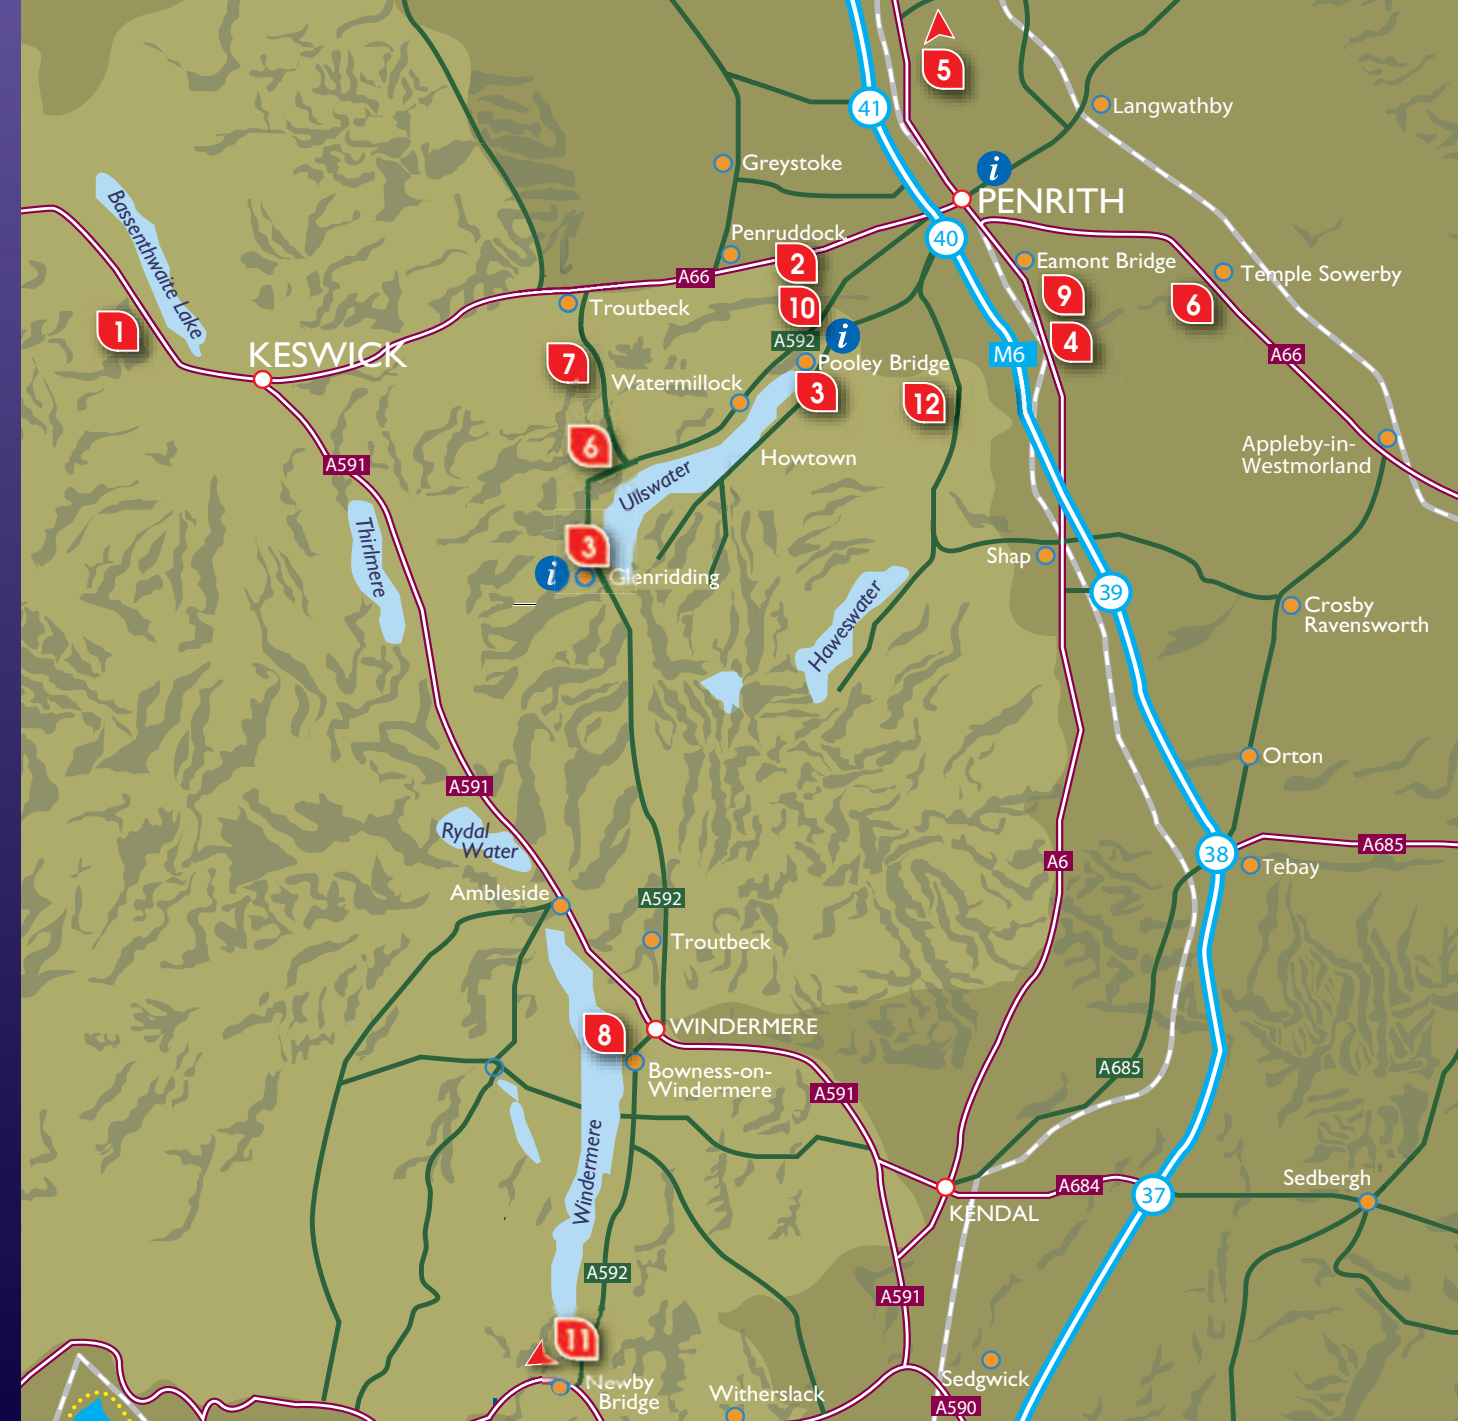 5
41
Langwathby
Greystoke
i
PENRITH
Penruddock
40
Eamont Bridge
Temple Sowerby
2
A66
Bassenthwaite Lake
Troutbeck
10
9
6
1
A592
i
4
M6
A66
KESWICK
7
Pooley Bridge
Watermillock
3
12
6
Howtown
A591
Ullswater
Appleby-in-
Westmorland
Thirlmere
3
Shap
i
Glenridding
39
Haweswater
Crosby
Ravensworth
Orton
A591
Rydal
Water
A6
38
A685
Tebay
Ambleside
A592
Troutbeck
8
WINDERMERE
Bowness-on-
Windermere
A591
A685
Windermere
A684
37
Sedbergh
KENDAL
A592
A591
11
Sedgwick
Newby
Bridge
Witherslack
A590